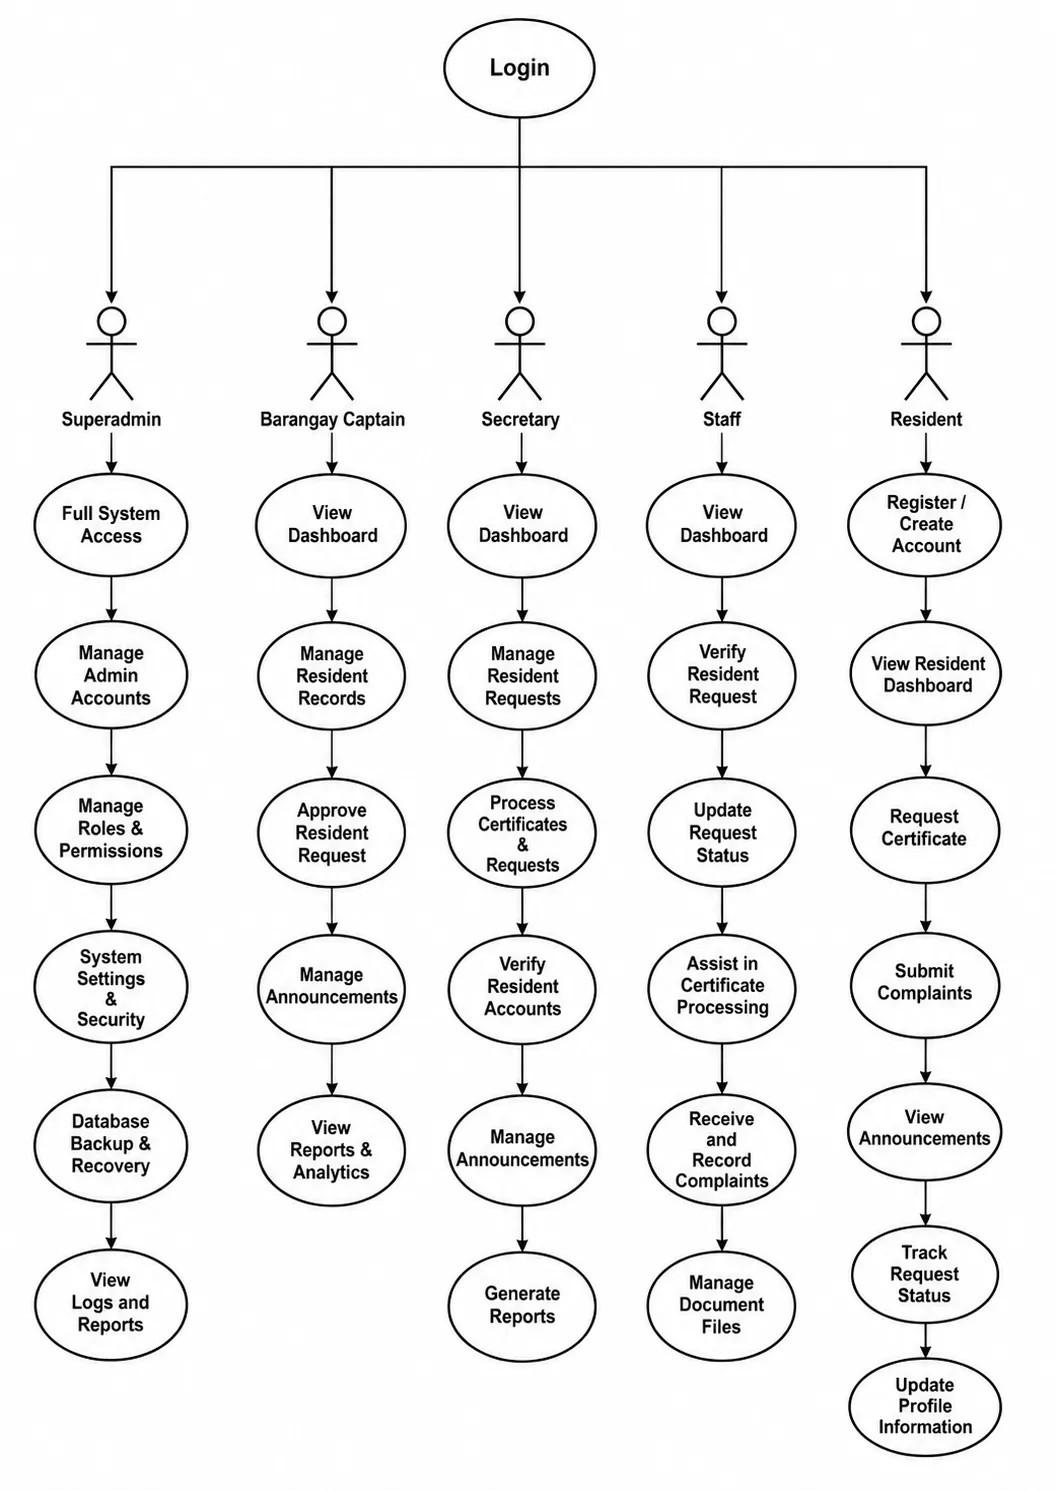 Login
Superadmin
Barangay Captain
Secretary
Staff
Resident
Full System
Access
View
Dashboard
View
Dashboard
View
Dashboard
Register /
Create
Account
Manage
Admin
Accounts
Manage
Resident
Records
Manage
Resident
Requests
Verify
Resident
Request
View Resident
Dashboard
Manage
Roles &
Permissions
Approve
Resident
Request
Process
Certificates
&
Requests
Update
Request
Status
Request
Certificate
System
Settings
&
Security
Manage
Announcements
Verify
Resident
Accounts
Assist in
Certificate
Processing
Submit
Complaints
Database
Backup &
Recovery
View
Reports &
Analytics
Manage
Announcements
Receive
and
Record
Complaints
View
Announcements
View
Logs and
Reports
Generate
Reports
Manage
Document
Files
Track
Request
Status
Update
Profile
Information